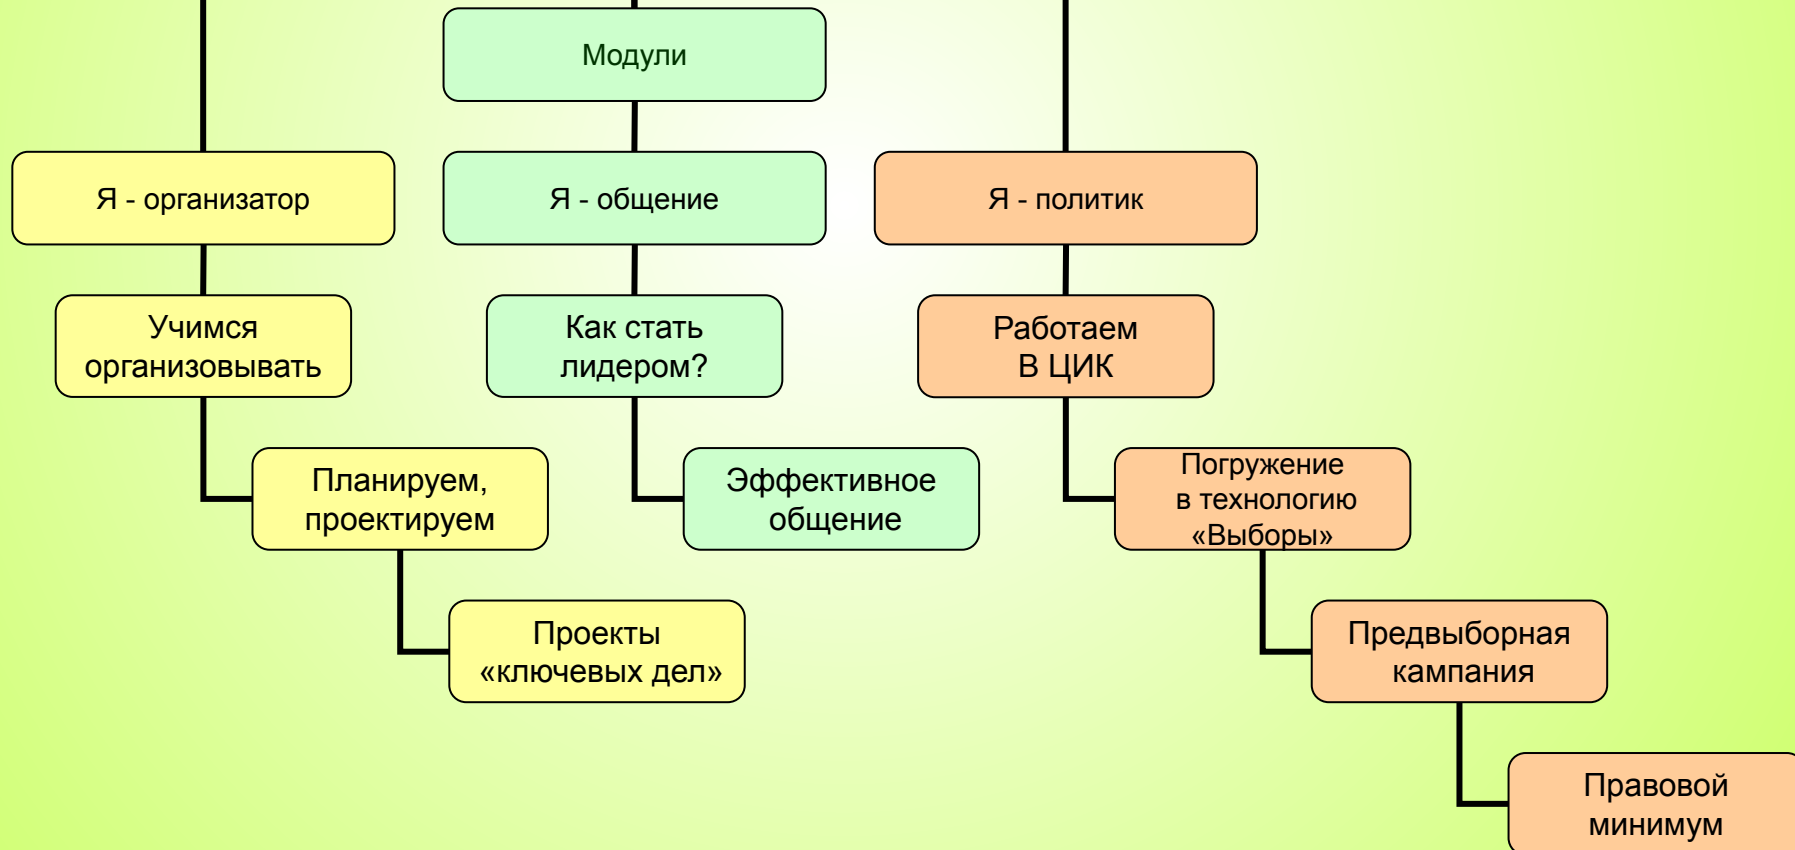 Модули
Я - организатор
Я - общение
Я - политик
Учимся
организовывать
Как стать
лидером?
Работаем
В ЦИК
Планируем,
проектируем
Эффективное
общение
Погружение
в технологию
«Выборы»
Проекты
«ключевых дел»
Предвыборная
кампания
Правовой
минимум